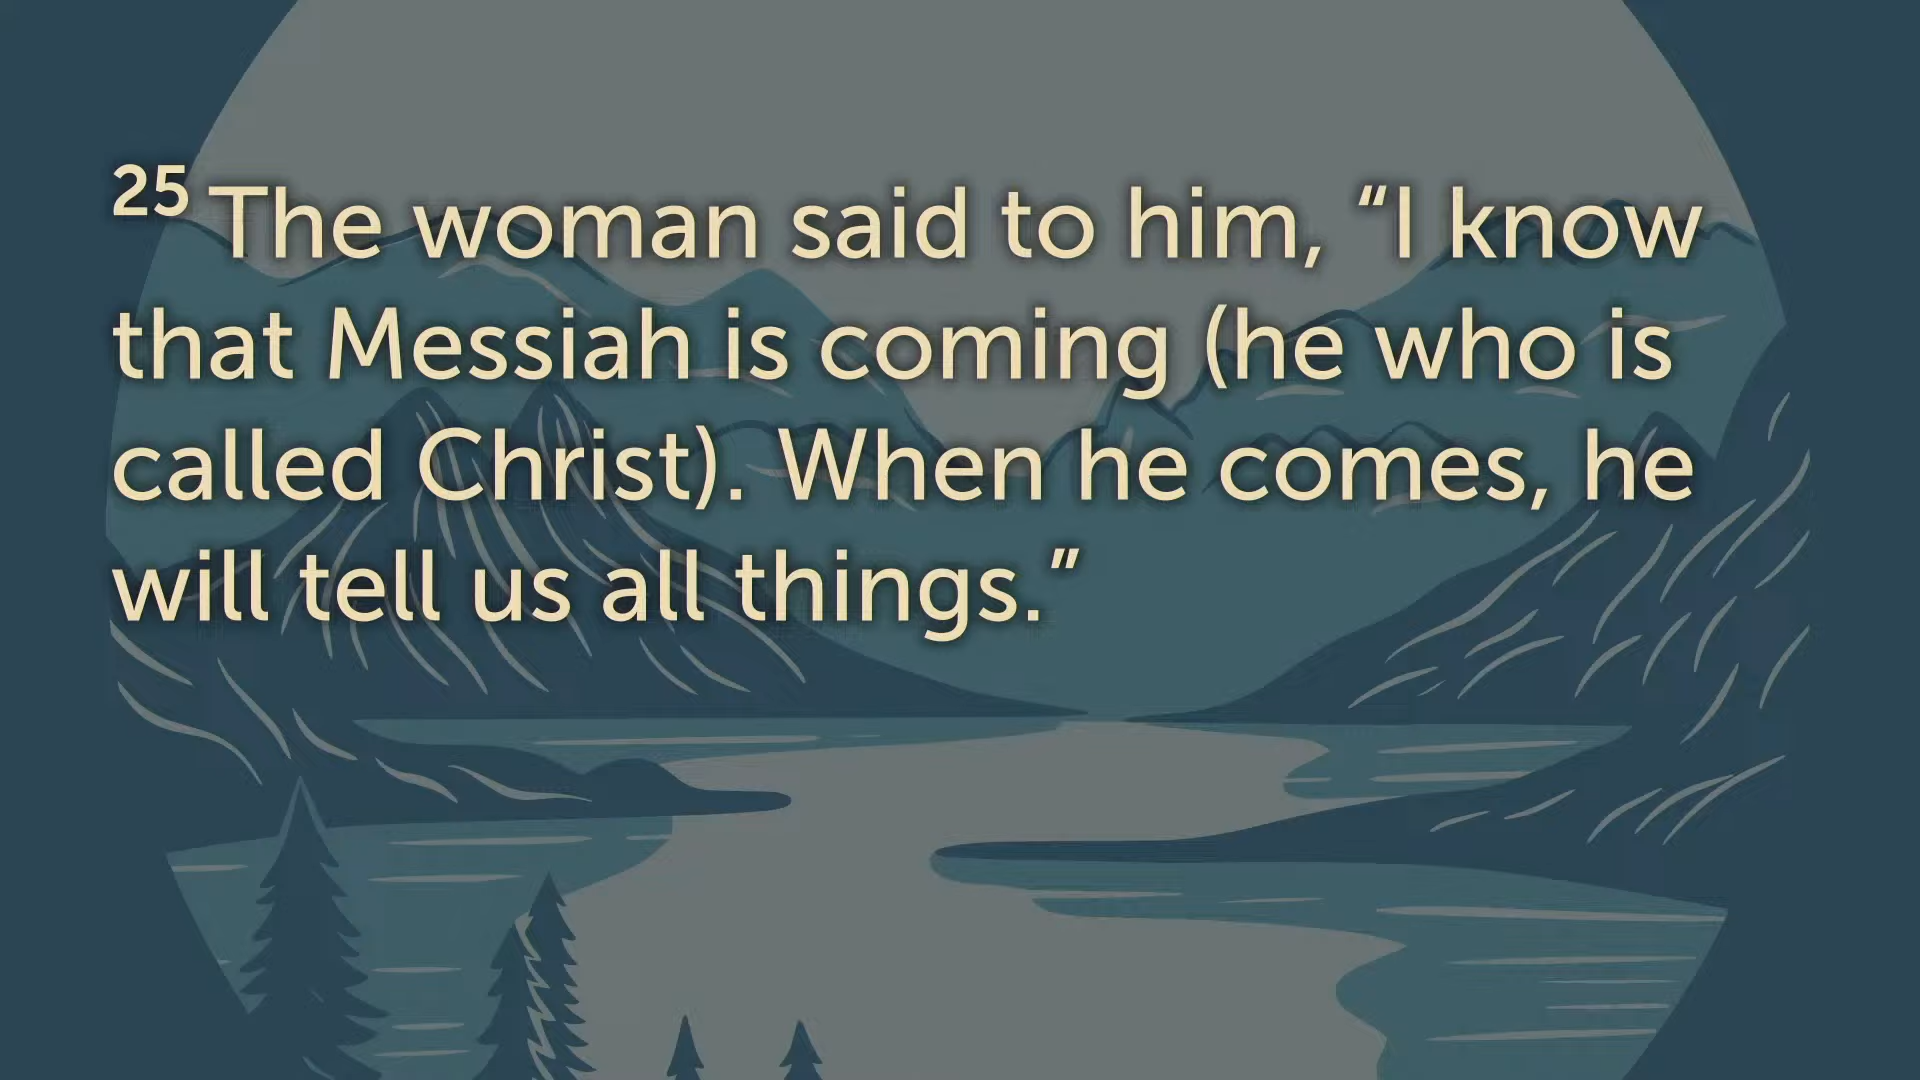 25 The woman said to him, “I know
that Messiah is coming (he who is
called Christ). When he comes, he
will tell us all things.”